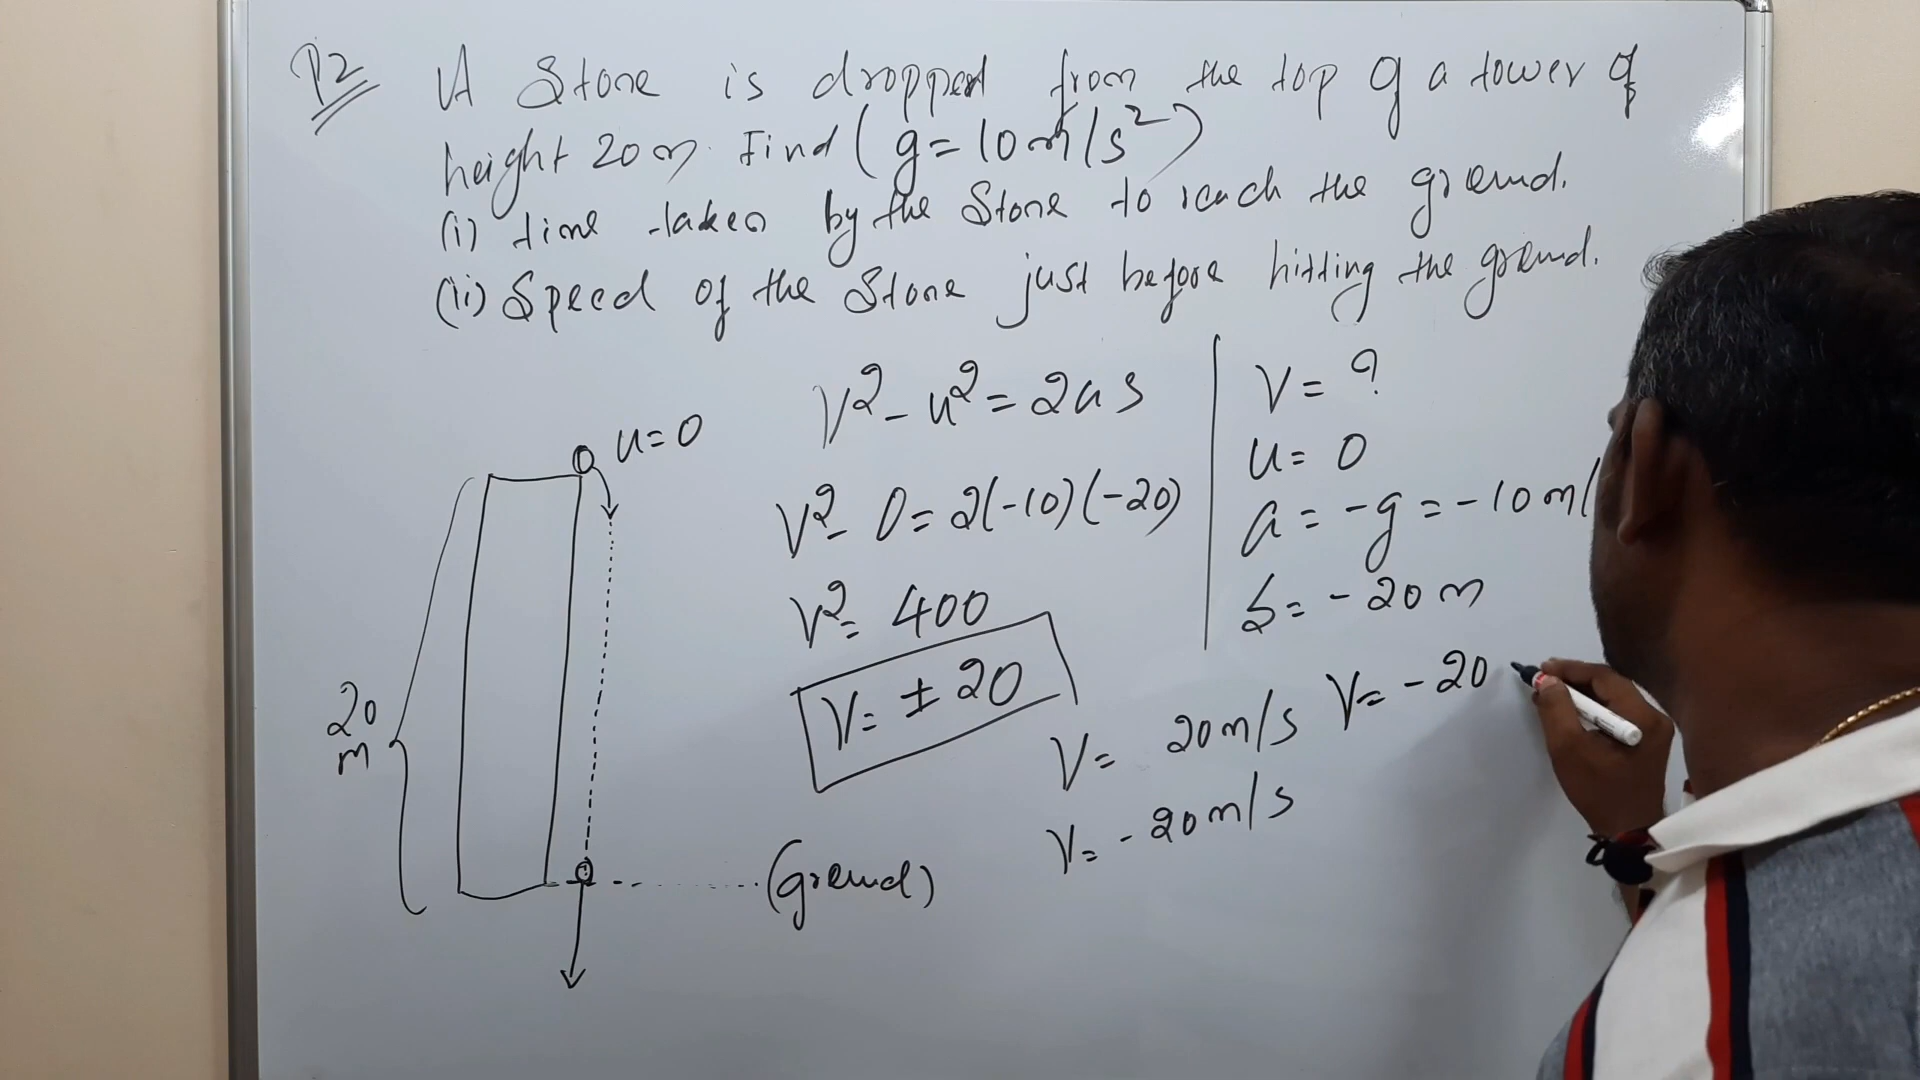 P2 A Stone is dropped from the top of a tower of
height 20m. Find (g=10m/s²)
(i) time taken by the Stone to reach the ground.
(ii) Speed of the Stone just before hitting the ground.
u=0
20
m
(ground)
V²-u²=2as
V²-0=2(-10)(-20)
V²=400
V=±20
V=?
u=0
a=-g=-10m/
S=-20m
V= 20m/s
V=-20m/s
V=-20